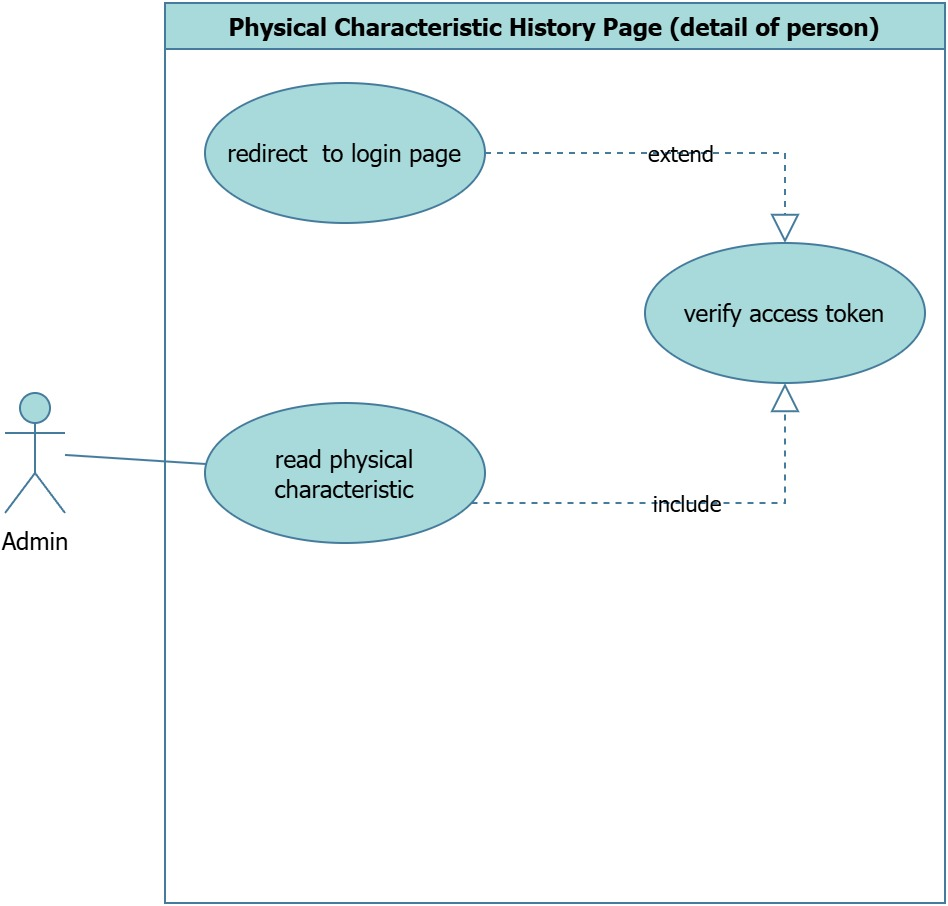 Physical Characteristic History Page (detail of person)
redirect  to login page
extend
verify access token
read physical
characteristic
include
Admin